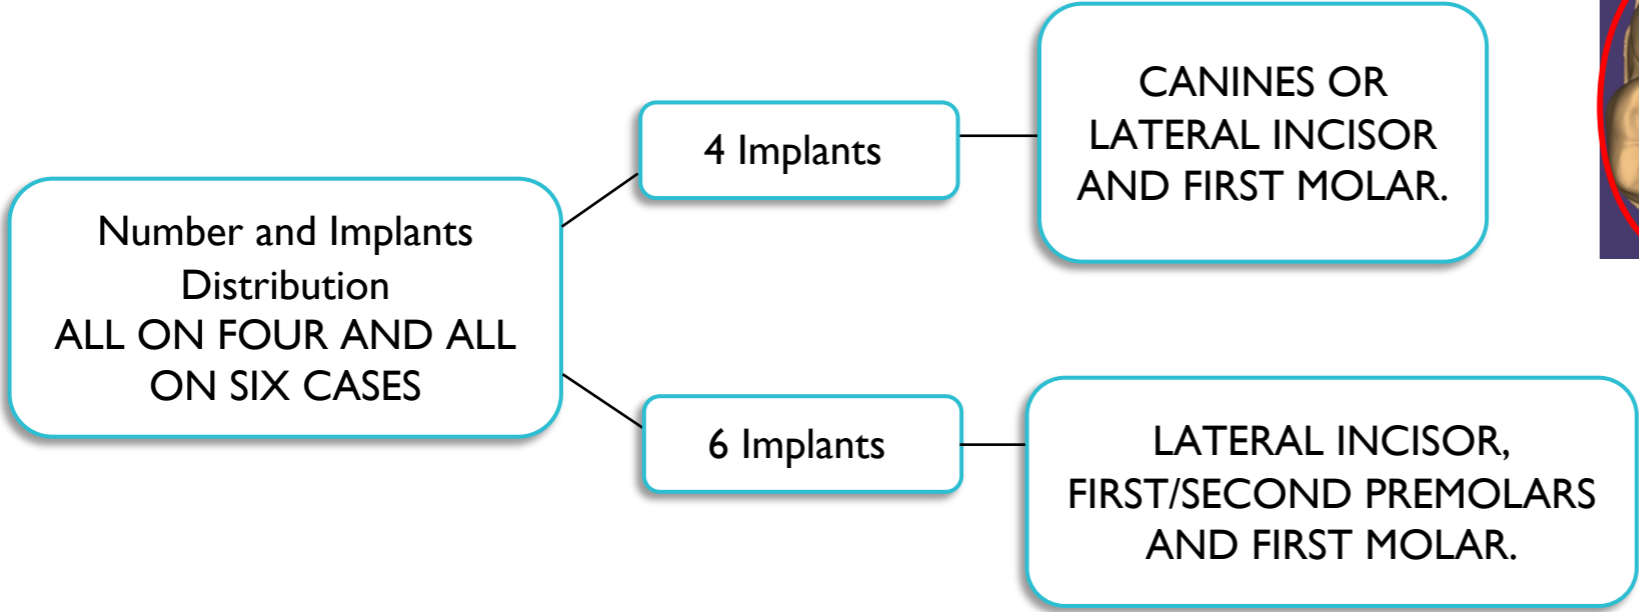 Number and Implants
Distribution
ALL ON FOUR AND ALL
ON SIX CASES
4 Implants
CANINES OR
LATERAL INCISOR
AND FIRST MOLAR.
6 Implants
LATERAL INCISOR,
FIRST/SECOND PREMOLARS
AND FIRST MOLAR.